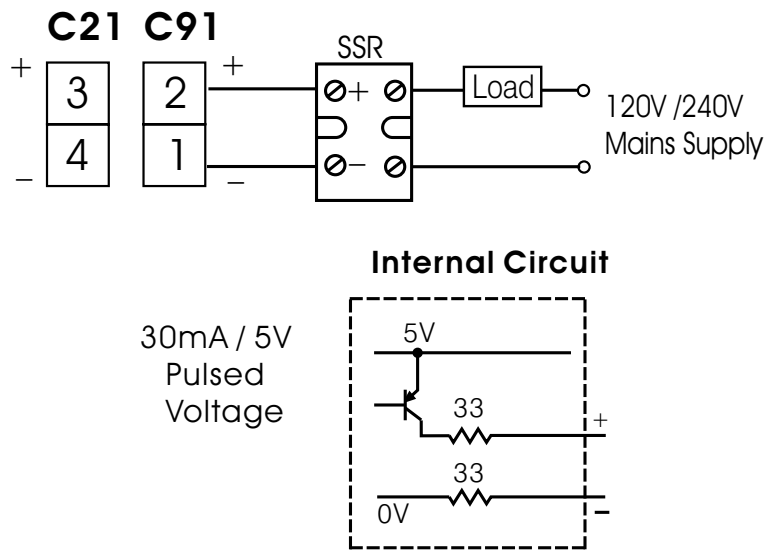 C21 C91
+ 3 2 +
- 4 1 -
SSR
+
-
Load
120V /240V
Mains Supply
Internal Circuit
30mA / 5V
Pulsed
Voltage
5V
33
+
33
0V
-